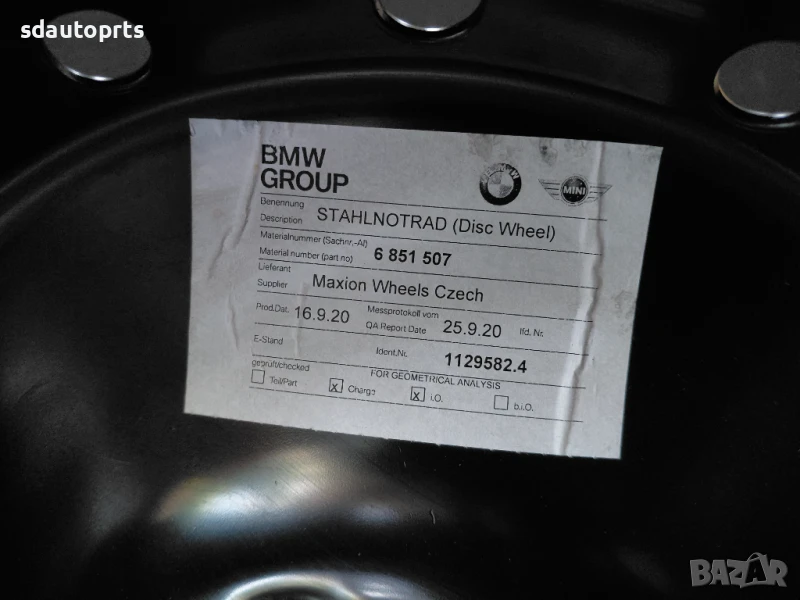 sdautoprts
BMW
GROUP
BMW
MINI
Benennung
Description STAHLNOTRAD (Disc Wheel)
Materialnummer (Sachnr.-AI)
Material number (part no) 6 851 507
Lieferant
Supplier Maxion Wheels Czech
Prod.Dat. 16.9.20 Messprotokoll vom
QA Report Date 25.9.20 lfd. Nr.
E-Stand Ident.Nr. 1129582.4
geprüft/checked FOR GEOMETRICAL ANALYSIS
Teil/Part x Charge x i.O. b.i.O.
BAZAR